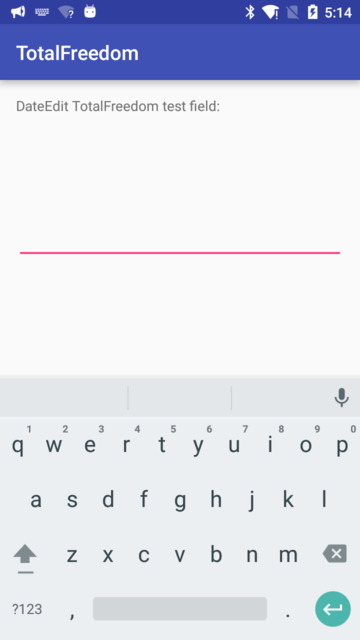 5:14
TotalFreedom
DateEdit TotalFreedom test field:
1 2 3 4 5 6 7 8 9 0
q w e r t y u i o p
a s d f g h j k l
z x c v b n m
?123 , .